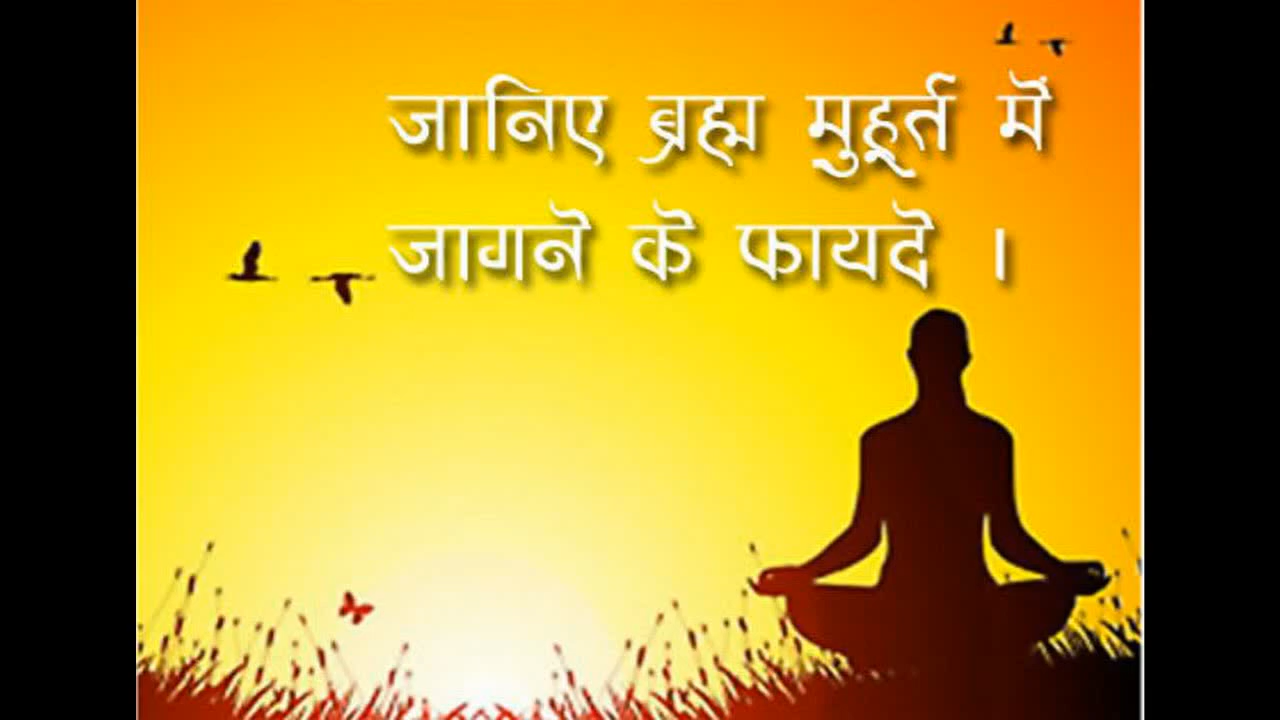 जानिए ब्रह्म मुहूर्त में
जागने के फायदे ।